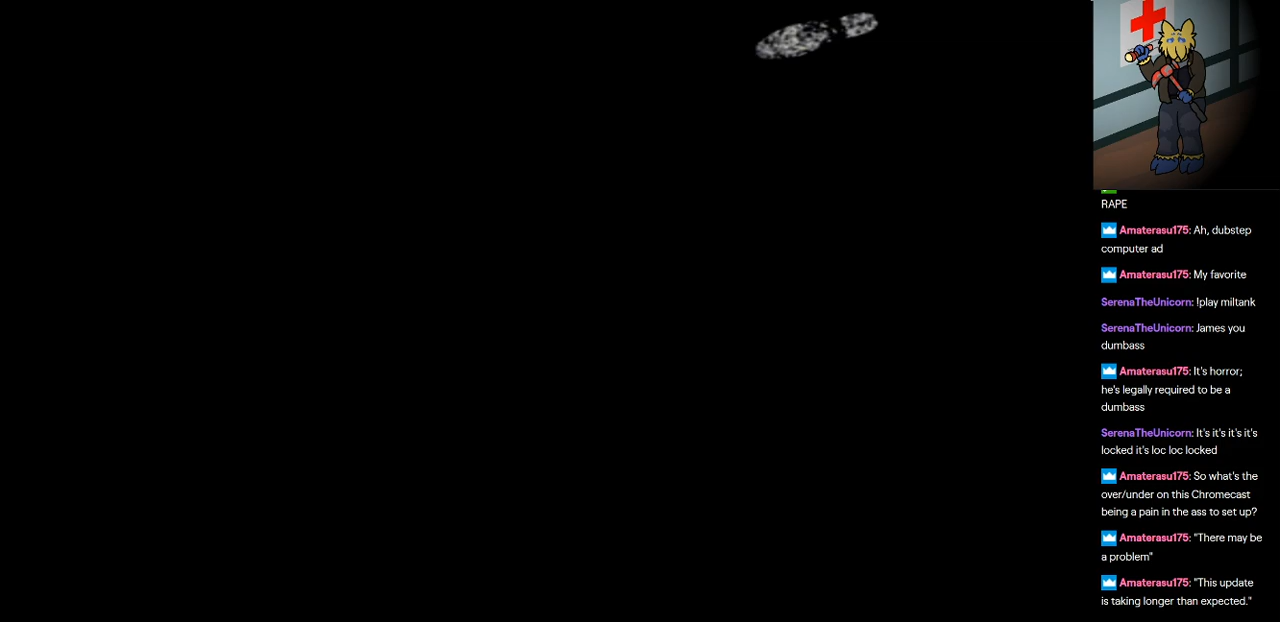 RAPE
Amaterasu175: Ah, dubstep
computer ad
Amaterasu175: My favorite
SerenaTheUnicorn: !play miltank
SerenaTheUnicorn: James you
dumbass
Amaterasu175: It's horror;
he's legally required to be a
dumbass
SerenaTheUnicorn: It's it's it's it's
locked it's loc loc locked
Amaterasu175: So what's the
over/under on this Chromecast
being a pain in the ass to set up?
Amaterasu175: "There may be
a problem"
Amaterasu175: "This update
is taking longer than expected."